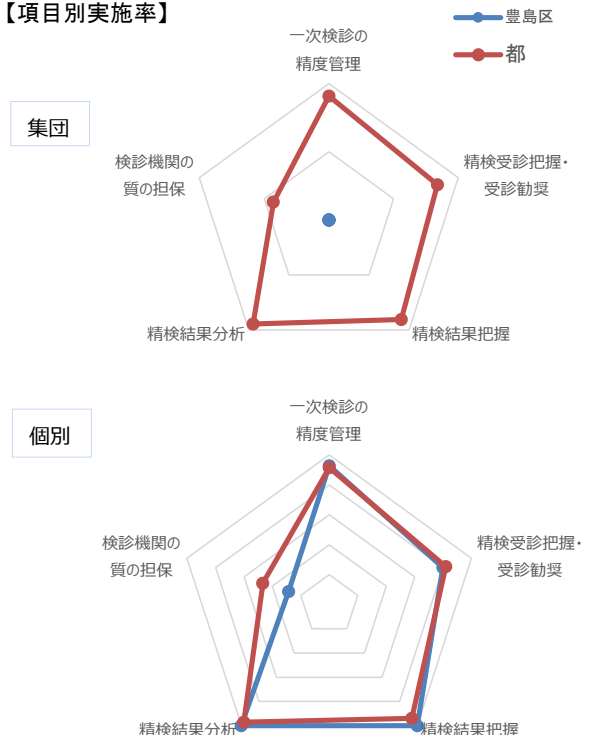 【項目別実施率】
豊島区
都
集団
一次検診の
精度管理
精検受診把握・
受診勧奨
精検結果把握
精検結果分析
検診機関の
質の担保
個別
一次検診の
精度管理
精検受診把握・
受診勧奨
精検結果把握
精検結果分析
検診機関の
質の担保